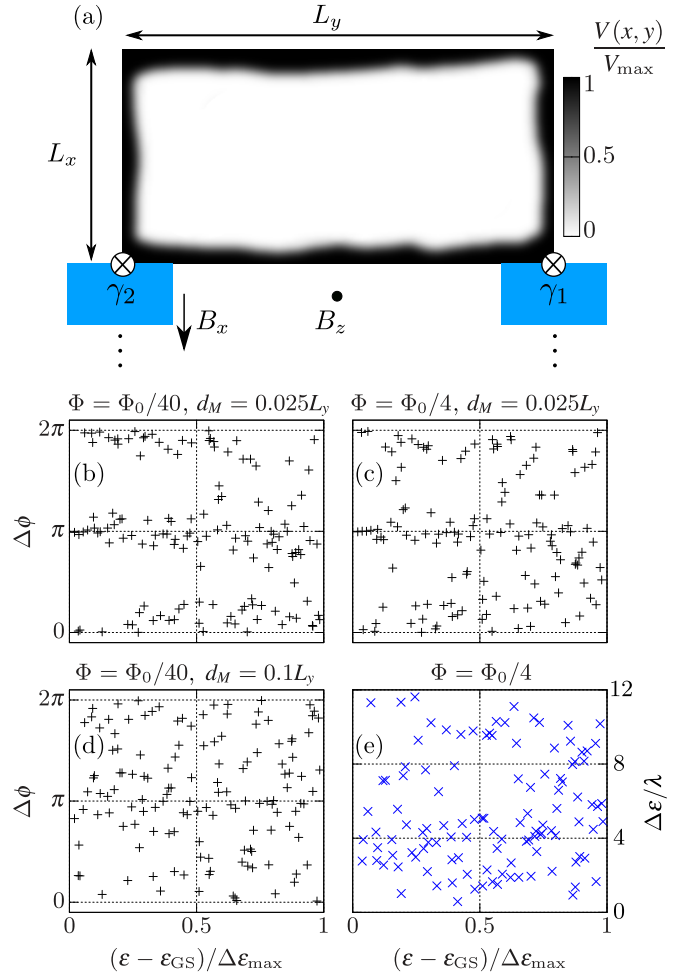 (a)
L_y
V(x, y)
V_max
L_x
1
0.5
0
γ_2
γ_1
B_x
B_z
Φ = Φ_0/40, d_M = 0.025L_y
Φ = Φ_0/4, d_M = 0.025L_y
2π
(b)
(c)
Δϕ
π
0
Φ = Φ_0/40, d_M = 0.1L_y
Φ = Φ_0/4
2π
12
(d)
(e)
8
Δϕ
π
Δε/λ
4
0
0
0
0.5
1
0
0.5
1
(ε − ε_GS)/Δε_max
(ε − ε_GS)/Δε_max